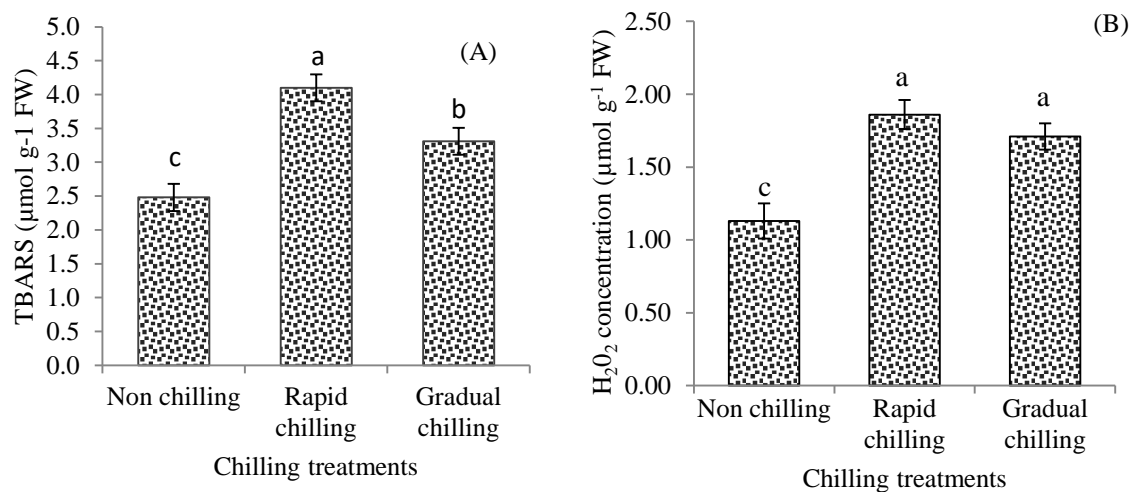 5.0
4.5
4.0
3.5
3.0
2.5
2.0
1.5
1.0
0.5
0.0
TBARS (µmol g-1 FW)
(A)
c
a
b
Non chilling
Rapid
chilling
Gradual
chilling
Chilling treatments
2.50
2.00
1.50
1.00
0.50
0.00
H₂0₂ concentration (µmol g⁻¹ FW)
(B)
c
a
a
Non chilling
Rapid
chilling
Gradual
chilling
Chilling treatments